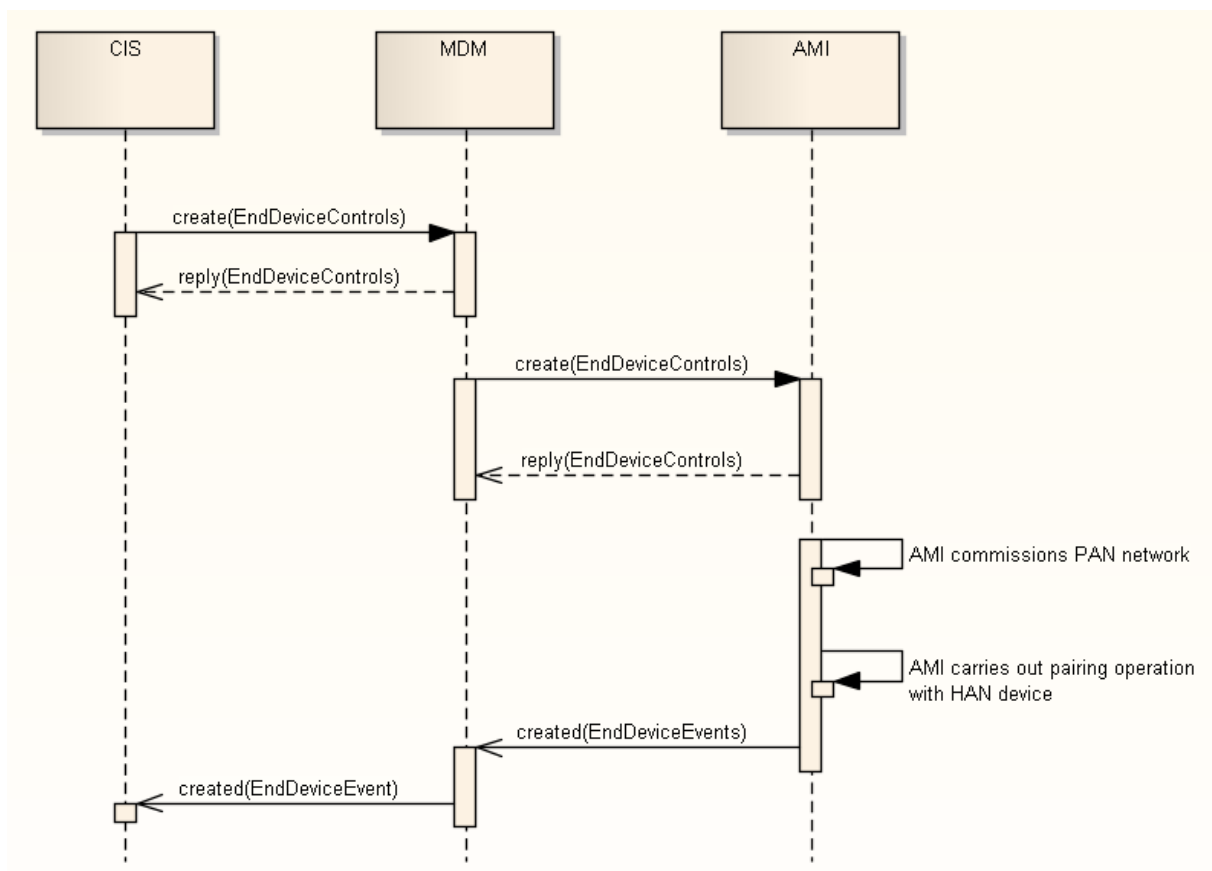 CIS
MDM
AMI
create(EndDeviceControls)
reply(EndDeviceControls)
create(EndDeviceControls)
reply(EndDeviceControls)
AMI commissions PAN network
AMI carries out pairing operation
with HAN device
created(EndDeviceEvents)
created(EndDeviceEvent)